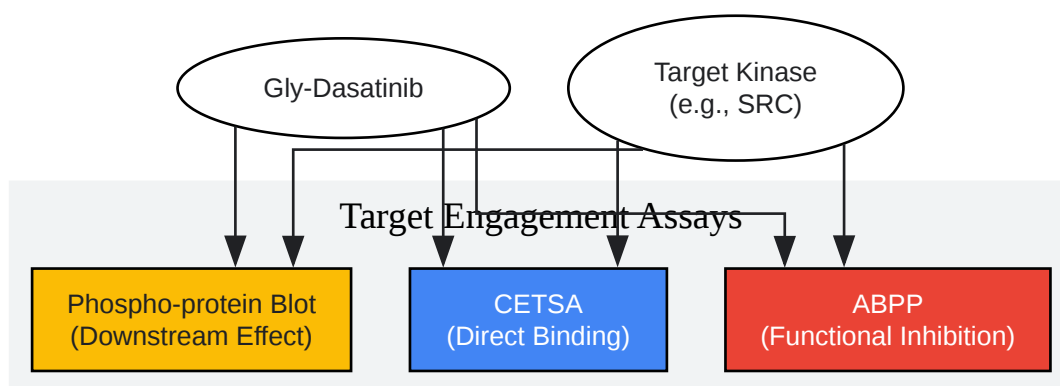 Gly-Dasatinib
Target Kinase
(e.g., SRC)
Target Engagement Assays
Phospho-protein Blot
(Downstream Effect)
CETSA
(Direct Binding)
ABPP
(Functional Inhibition)